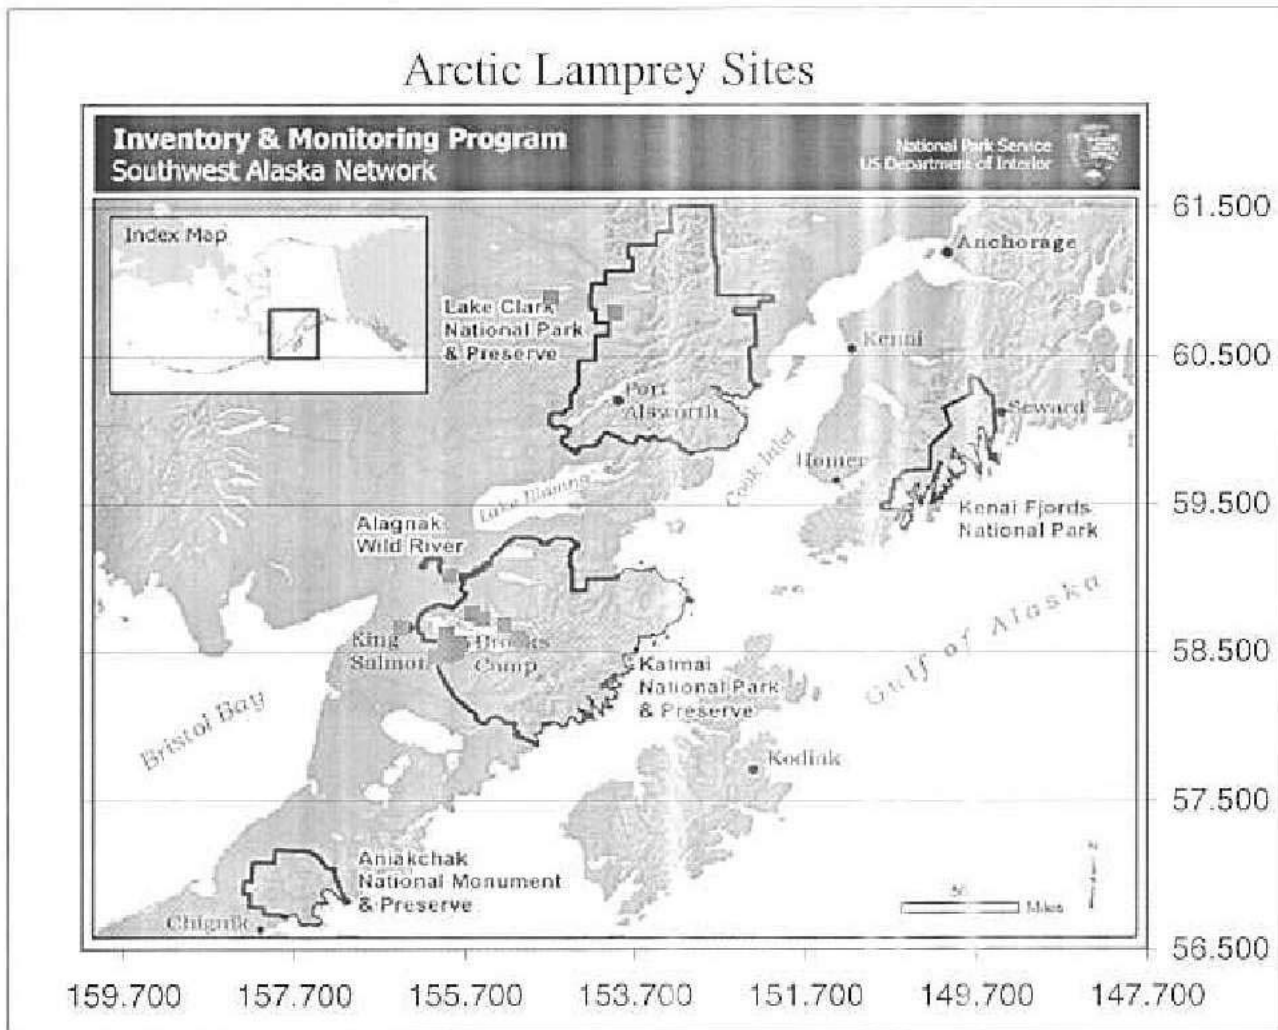 Arctic Lamprey Sites
Inventory & Monitoring Program
Southwest Alaska Network
National Park Service
US Department of Interior
Index Map
61.500
Anchorage
Lake Clark
National Park
& Preserve
Kenai
60.500
Port
Alsworth
Seward
Cook Inlet
Homer
Lake Iliamna
59.500
Kenai Fjords
National Park
Alagnak
Wild River
King
Salmon
Brooks
Camp
58.500
Gulf of Alaska
Katmai
National Park
& Preserve
Bristol Bay
Kodiak
57.500
Aniakchak
National Monument
& Preserve
50
Miles
N
Chignik
56.500
159.700 157.700 155.700 153.700 151.700 149.700 147.700